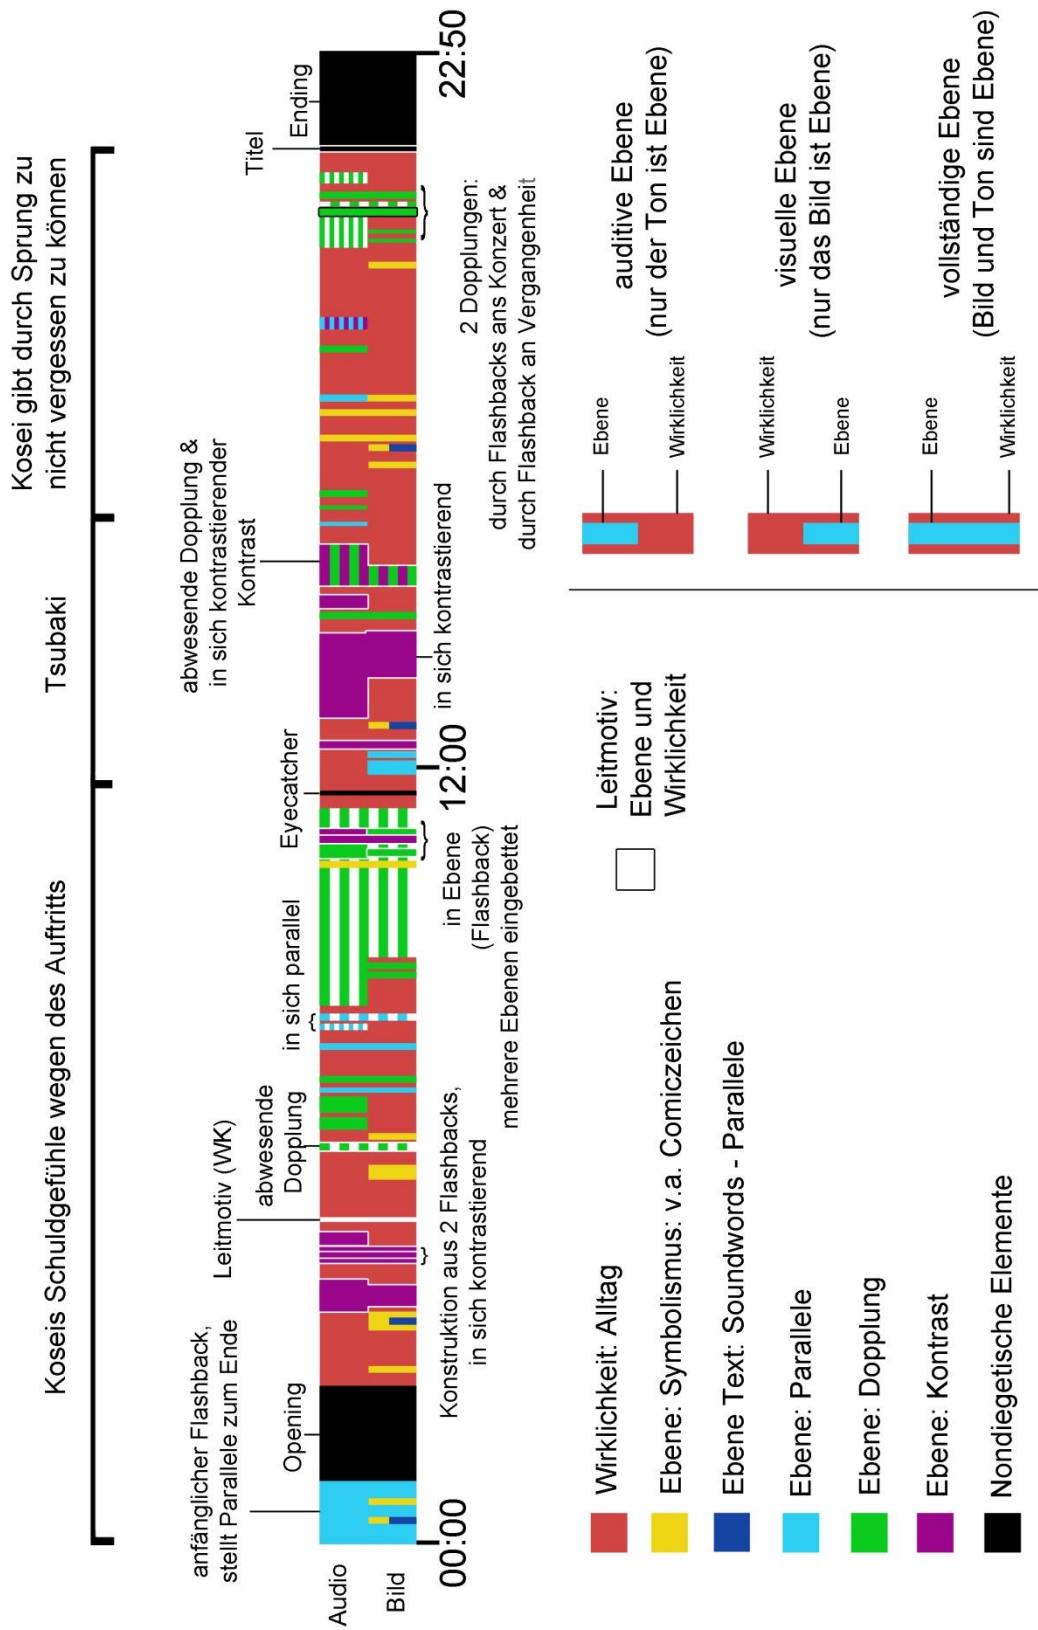 Koseis Schuldgefühle wegen des Auftritts
Tsubaki
Kosei gibt durch Sprung zu
nicht vergessen zu können
anfänglicher Flashback,
stellt Parallele zum Ende
Opening
Leitmotiv (WK)
abwesende
Dopplung
in sich parallel
Eyecatcher
abwesende Dopplung &
in sich kontrastierender
Kontrast
Titel
Ending
Audio
Bild
00:00
12:00
22:50
Konstruktion aus 2 Flashbacks,
in sich kontrastierend
in Ebene
(Flashback)
mehrere Ebenen eingebettet
in sich kontrastierend
2 Dopplungen:
durch Flashbacks ans Konzert &
durch Flashback an Vergangenheit
Wirklichkeit: Alltag
Ebene: Symbolismus: v.a. Comiczeichen
Ebene Text: Soundwords - Parallele
Ebene: Parallele
Ebene: Dopplung
Ebene: Kontrast
Nondiegetische Elemente
Leitmotiv:
Ebene und
Wirklichkeit
Ebene
Wirklichkeit
auditive Ebene
(nur der Ton ist Ebene)
Wirklichkeit
Ebene
visuelle Ebene
(nur das Bild ist Ebene)
Ebene
Wirklichkeit
vollständige Ebene
(Bild und Ton sind Ebene)